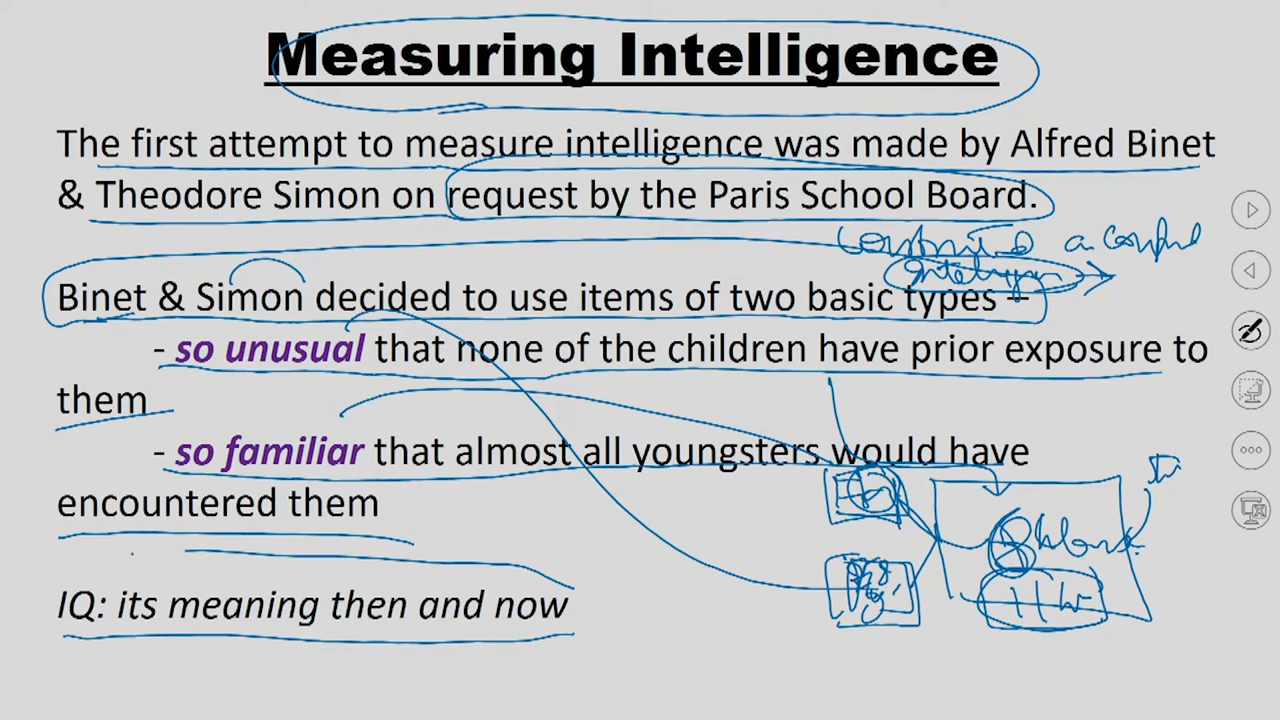 Measuring Intelligence
The first attempt to measure intelligence was made by Alfred Binet
& Theodore Simon on request by the Paris School Board.
Binet & Simon decided to use items of two basic types –
- so unusual that none of the children have prior exposure to
them
- so familiar that almost all youngsters would have
encountered them
IQ: its meaning then and now